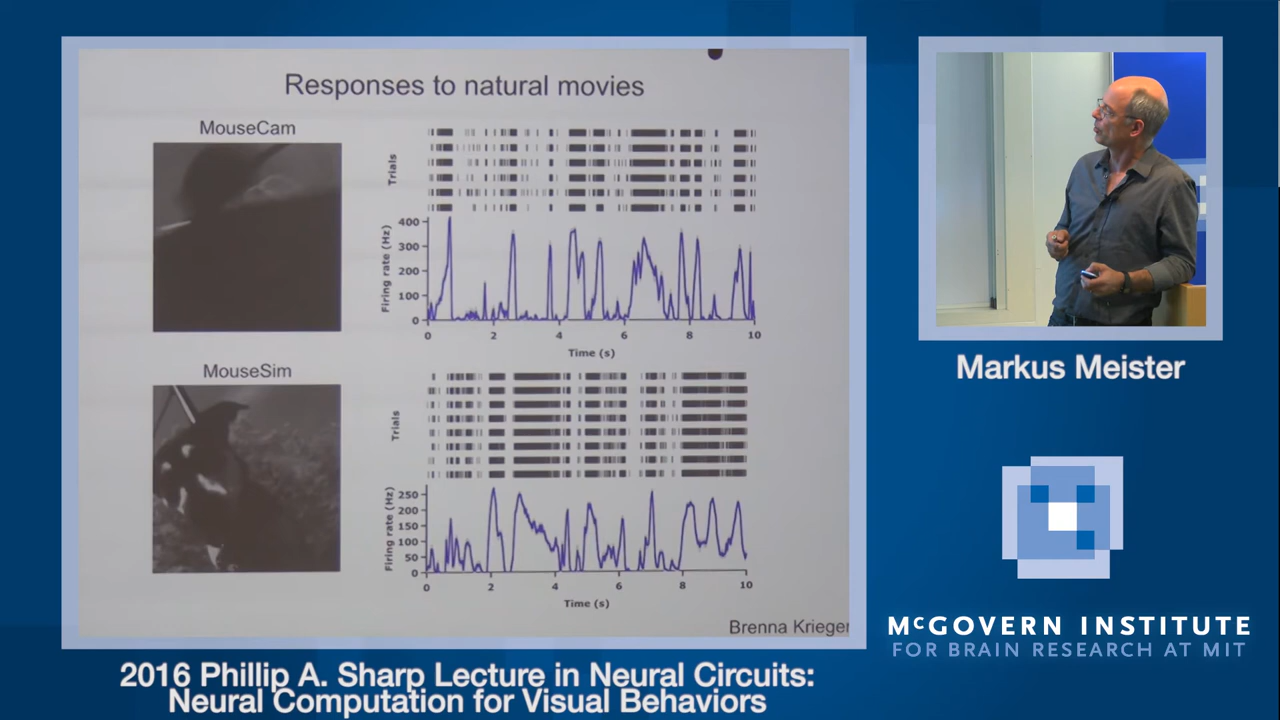 Responses to natural movies
MouseCam
Trials
Firing rate (Hz)
400
300
200
100
0
0 2 4 6 8 10
Time (s)
MouseSim
Trials
Firing rate (Hz)
250
200
150
100
50
0
0 2 4 6 8 10
Time (s)
Brenna Krieger
Markus Meister
McGOVERN INSTITUTE
FOR BRAIN RESEARCH AT MIT
2016 Phillip A. Sharp Lecture in Neural Circuits:
Neural Computation for Visual Behaviors